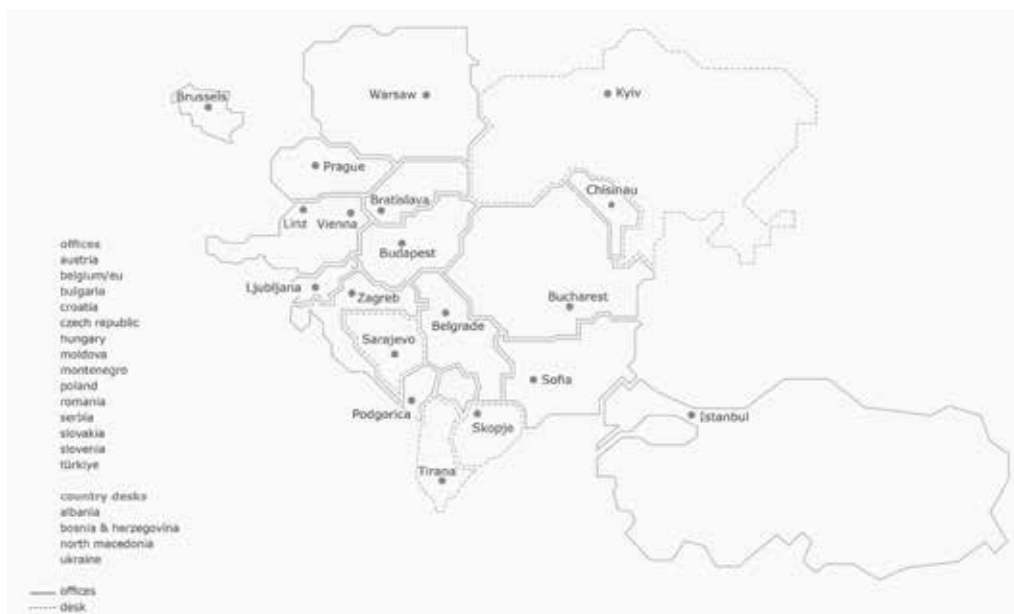 Brussels
Warsaw
Kyiv
Prague
Chisinau
Bratislava
Linz Vienna
Budapest
Ljubljana
Zagreb
Bucharest
Belgrade
Sarajevo
Sofia
Podgorica
Istanbul
Skopje
Tirana
offices
austria
belgium/eu
bulgaria
croatia
czech republic
hungary
moldova
montenegro
poland
romania
serbia
slovakia
slovenia
türkiye
country desks
albania
bosnia & herzegovina
north macedonia
ukraine
offices
desk